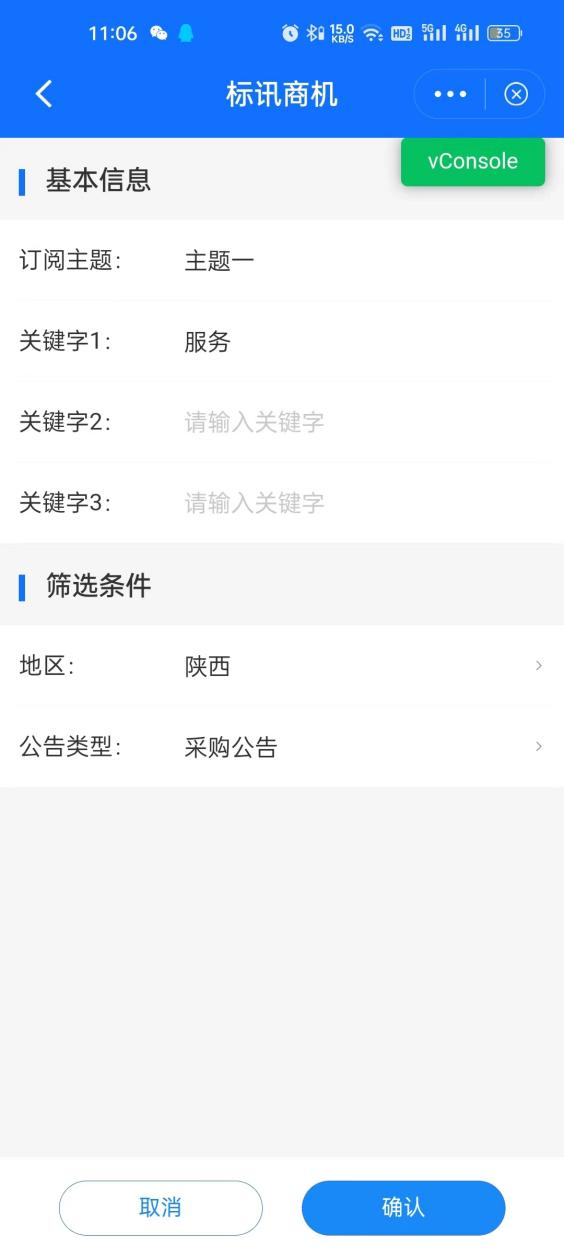 11:06 15.0 KB/S HD 5G 4G 35
标讯商机
vConsole
基本信息
订阅主题: 主题一
关键字1: 服务
关键字2: 请输入关键字
关键字3: 请输入关键字
筛选条件
地区: 陕西
公告类型: 采购公告
取消 确认